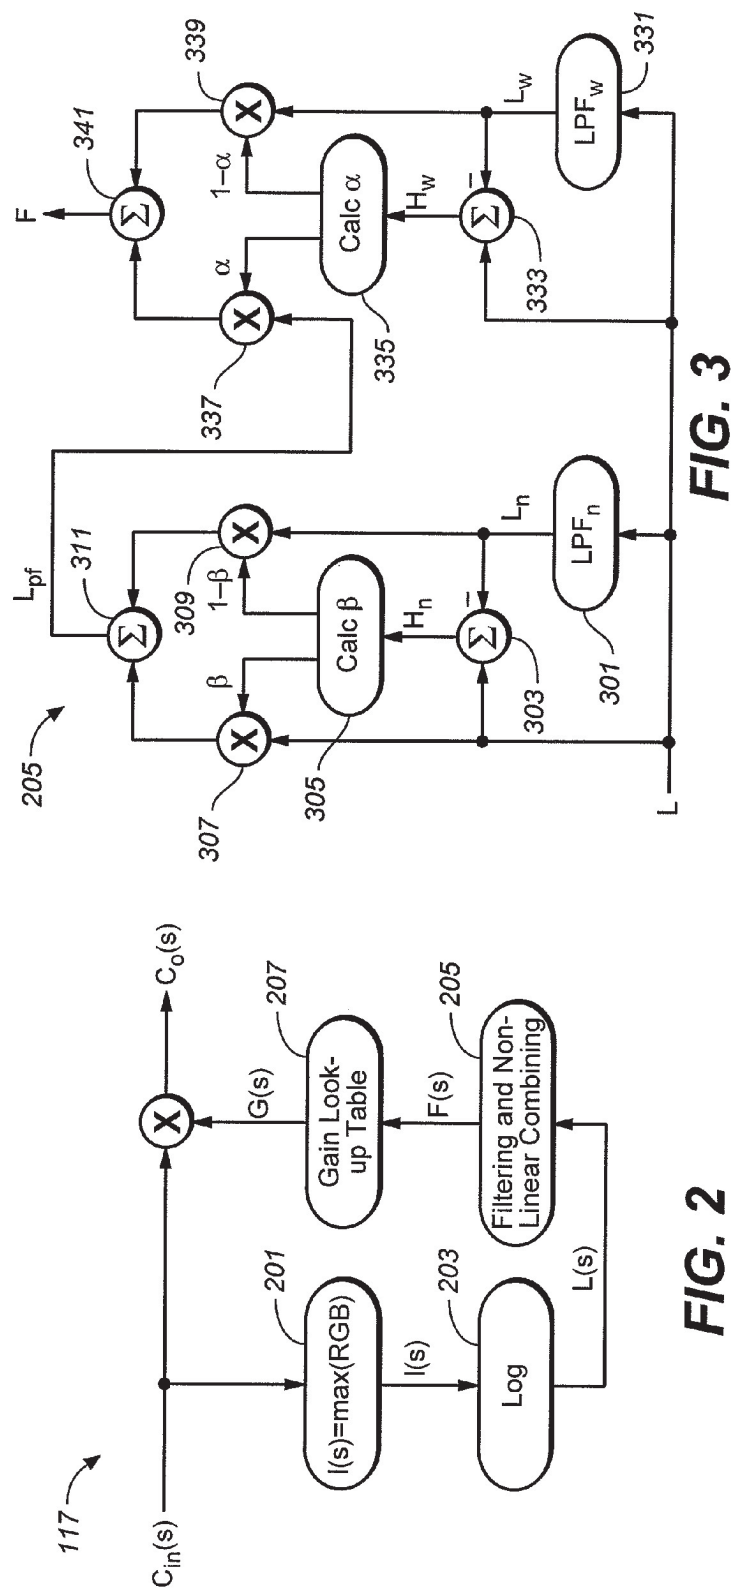 117
C_in(s)
X
C_o(s)
201
I(s)=max(RGB)
I(s)
203
Log
L(s)
205
Filtering and Non-
Linear Combining
F(s)
207
Gain Look-
up Table
G(s)
FIG. 2
205
L
L_pf
311
Σ
307
X
β
309
X
1–β
305
Calc β
H_n
303
Σ
–
L_n
301
LPF_n
F
341
Σ
337
X
α
339
X
1–α
335
Calc α
H_w
333
Σ
–
L_w
331
LPF_w
FIG. 3